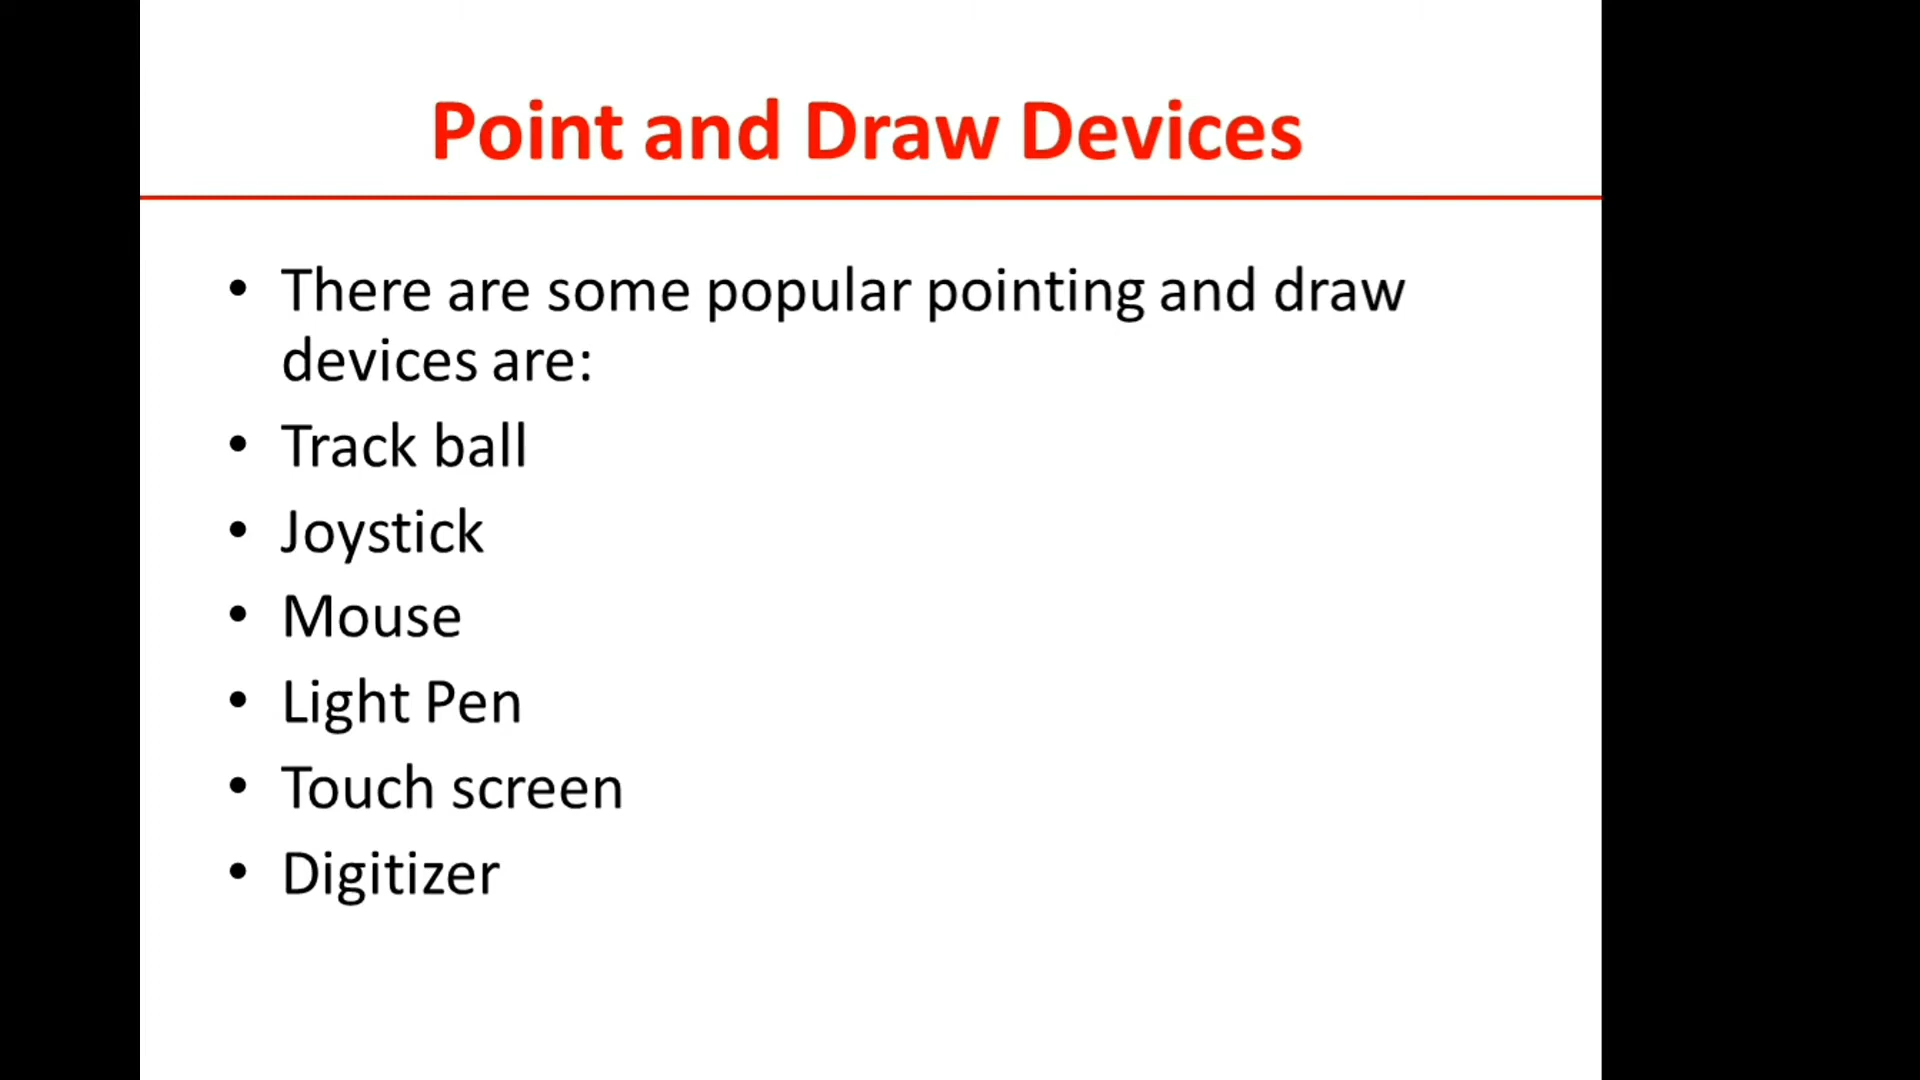 Point and Draw Devices
• There are some popular pointing and draw
devices are:
• Track ball
• Joystick
• Mouse
• Light Pen
• Touch screen
• Digitizer